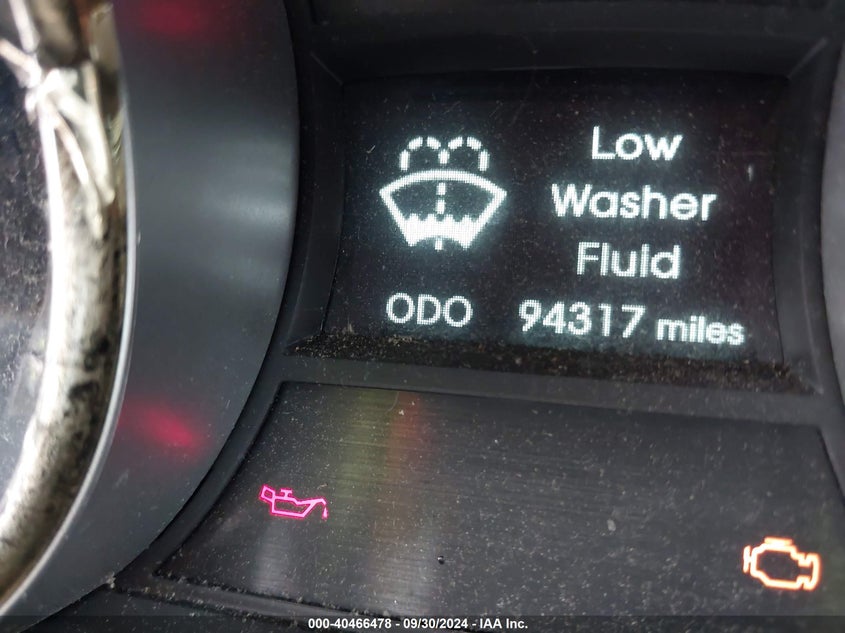 Low
Washer
Fluid
ODO 94317 miles
000-40466478 - 09/30/2024 - IAA Inc.